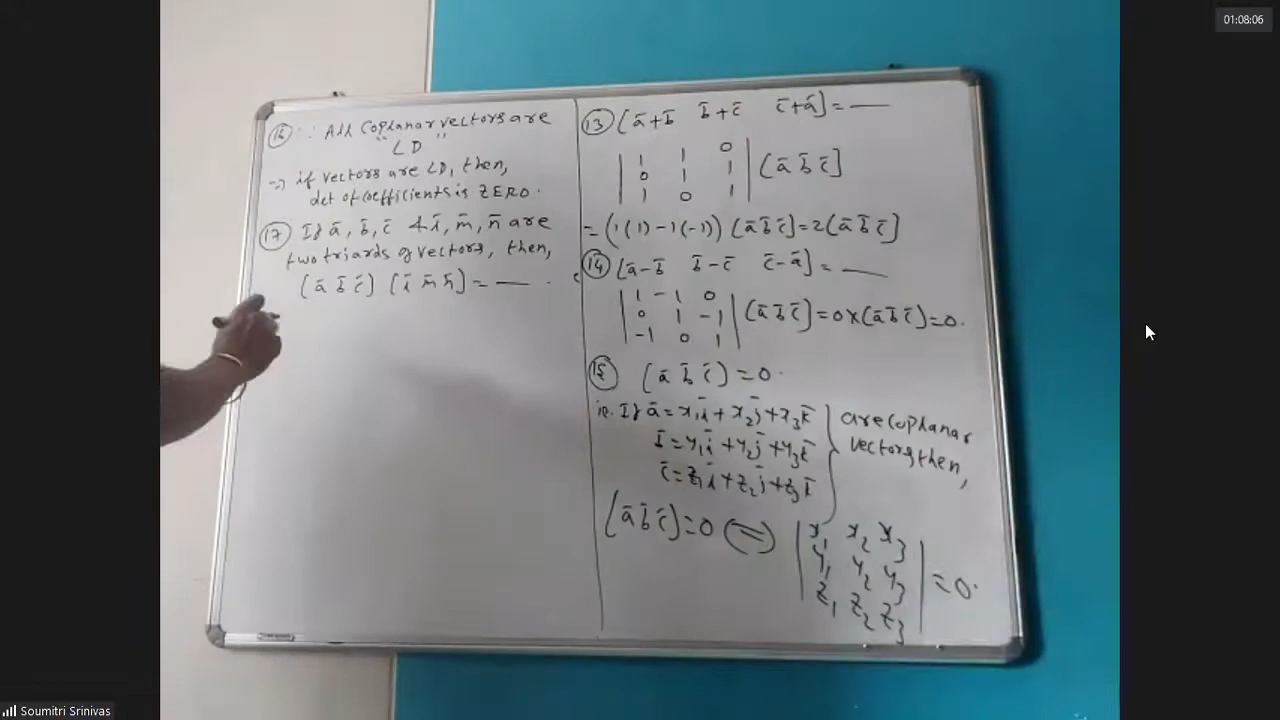 01:08:06
(16) ∵ All "Coplanar vectors are
LD"
→ if vectors are LD, then,
det of coefficients is ZERO.
(17) If ā, b̄, c̄ & l̄, m̄, n̄ are
two triards of vectors, then,
[ā b̄ c̄] [l̄ m̄ n̄] = ___ .
(13) [ā+b̄ b̄+c̄ c̄+ā] = ___
| 1 1 0 |
| 0 1 1 | [ā b̄ c̄]
| 1 0 1 |
= (1(1) - 1(-1)) [ā b̄ c̄] = 2[ā b̄ c̄]
(14) [ā-b̄ b̄-c̄ c̄-ā] = ___
| 1 -1 0 |
| 0 1 -1 | [ā b̄ c̄] = 0×[ā b̄ c̄] = 0.
| -1 0 1 |
(15) [ā b̄ c̄] = 0.
ie. If ā = x₁ī + x₂j̄ + x₃k̄ } are coplanar
b̄ = y₁ī + y₂j̄ + y₃k̄ vectors then,
c̄ = z₁ī + z₂j̄ + z₃k̄
[ā b̄ c̄] = 0 ⇔ | x₁ x₂ x₃ |
| y₁ y₂ y₃ | = 0.
| z₁ z₂ z₃ |
Soumitri Srinivas